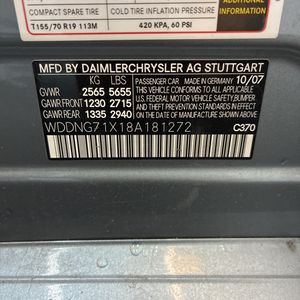 COMPACT SPARE TIRE COLD TIRE INFLATION PRESSURE
T155/70 R19 113M 420 KPA, 60 PSI
MFD BY DAIMLERCHRYSLER AG STUTTGART
KG LBS PASSENGER CAR MADE IN GERMANY 10/07
GVWR 2565 5655
GAWR FRONT 1230 2715
GAWR REAR 1335 2940
THIS VEHICLE CONFORMS TO ALL APPLICABLE
U.S. FEDERAL MOTOR VEHICLE SAFETY, BUMPER
AND THEFT PREVENTION STANDARDS IN EFFECT
ON THE DATE OF MANUFACTURE SHOWN ABOVE
WDDNG71X18A181272 C370